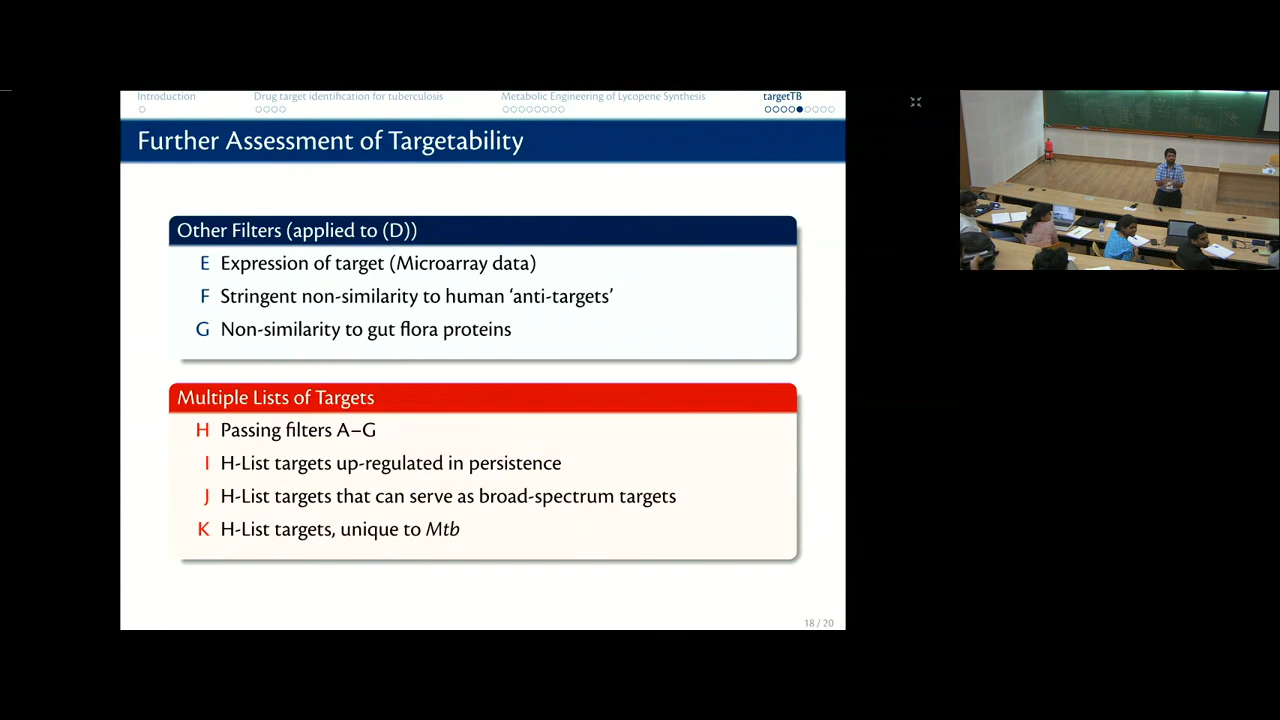 Introduction
Drug target identification for tuberculosis
Metabolic Engineering of Lycopene Synthesis
targetTB
Further Assessment of Targetability
Other Filters (applied to (D))
E Expression of target (Microarray data)
F Stringent non-similarity to human ‘anti-targets’
G Non-similarity to gut flora proteins
Multiple Lists of Targets
H Passing filters A–G
I H-List targets up-regulated in persistence
J H-List targets that can serve as broad-spectrum targets
K H-List targets, unique to Mtb
18 / 20